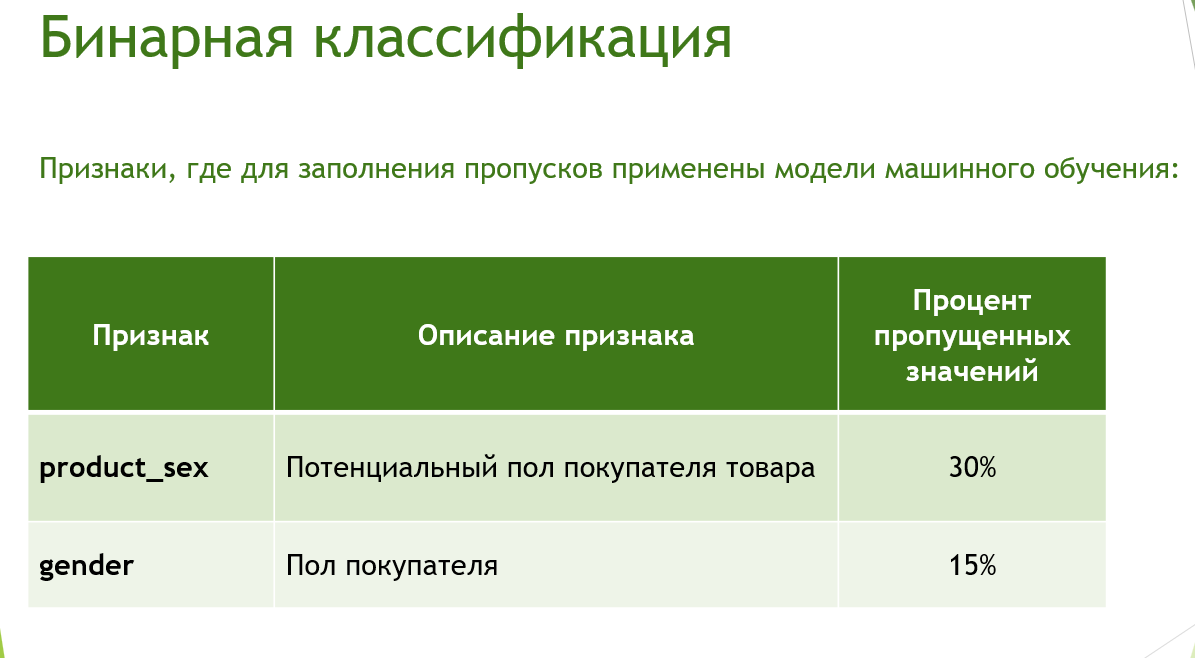 Бинарная классификация
Признаки, где для заполнения пропусков применены модели машинного обучения:
Признак
Описание признака
Процент
пропущенных
значений
product_sex
Потенциальный пол покупателя товара
30%
gender
Пол покупателя
15%